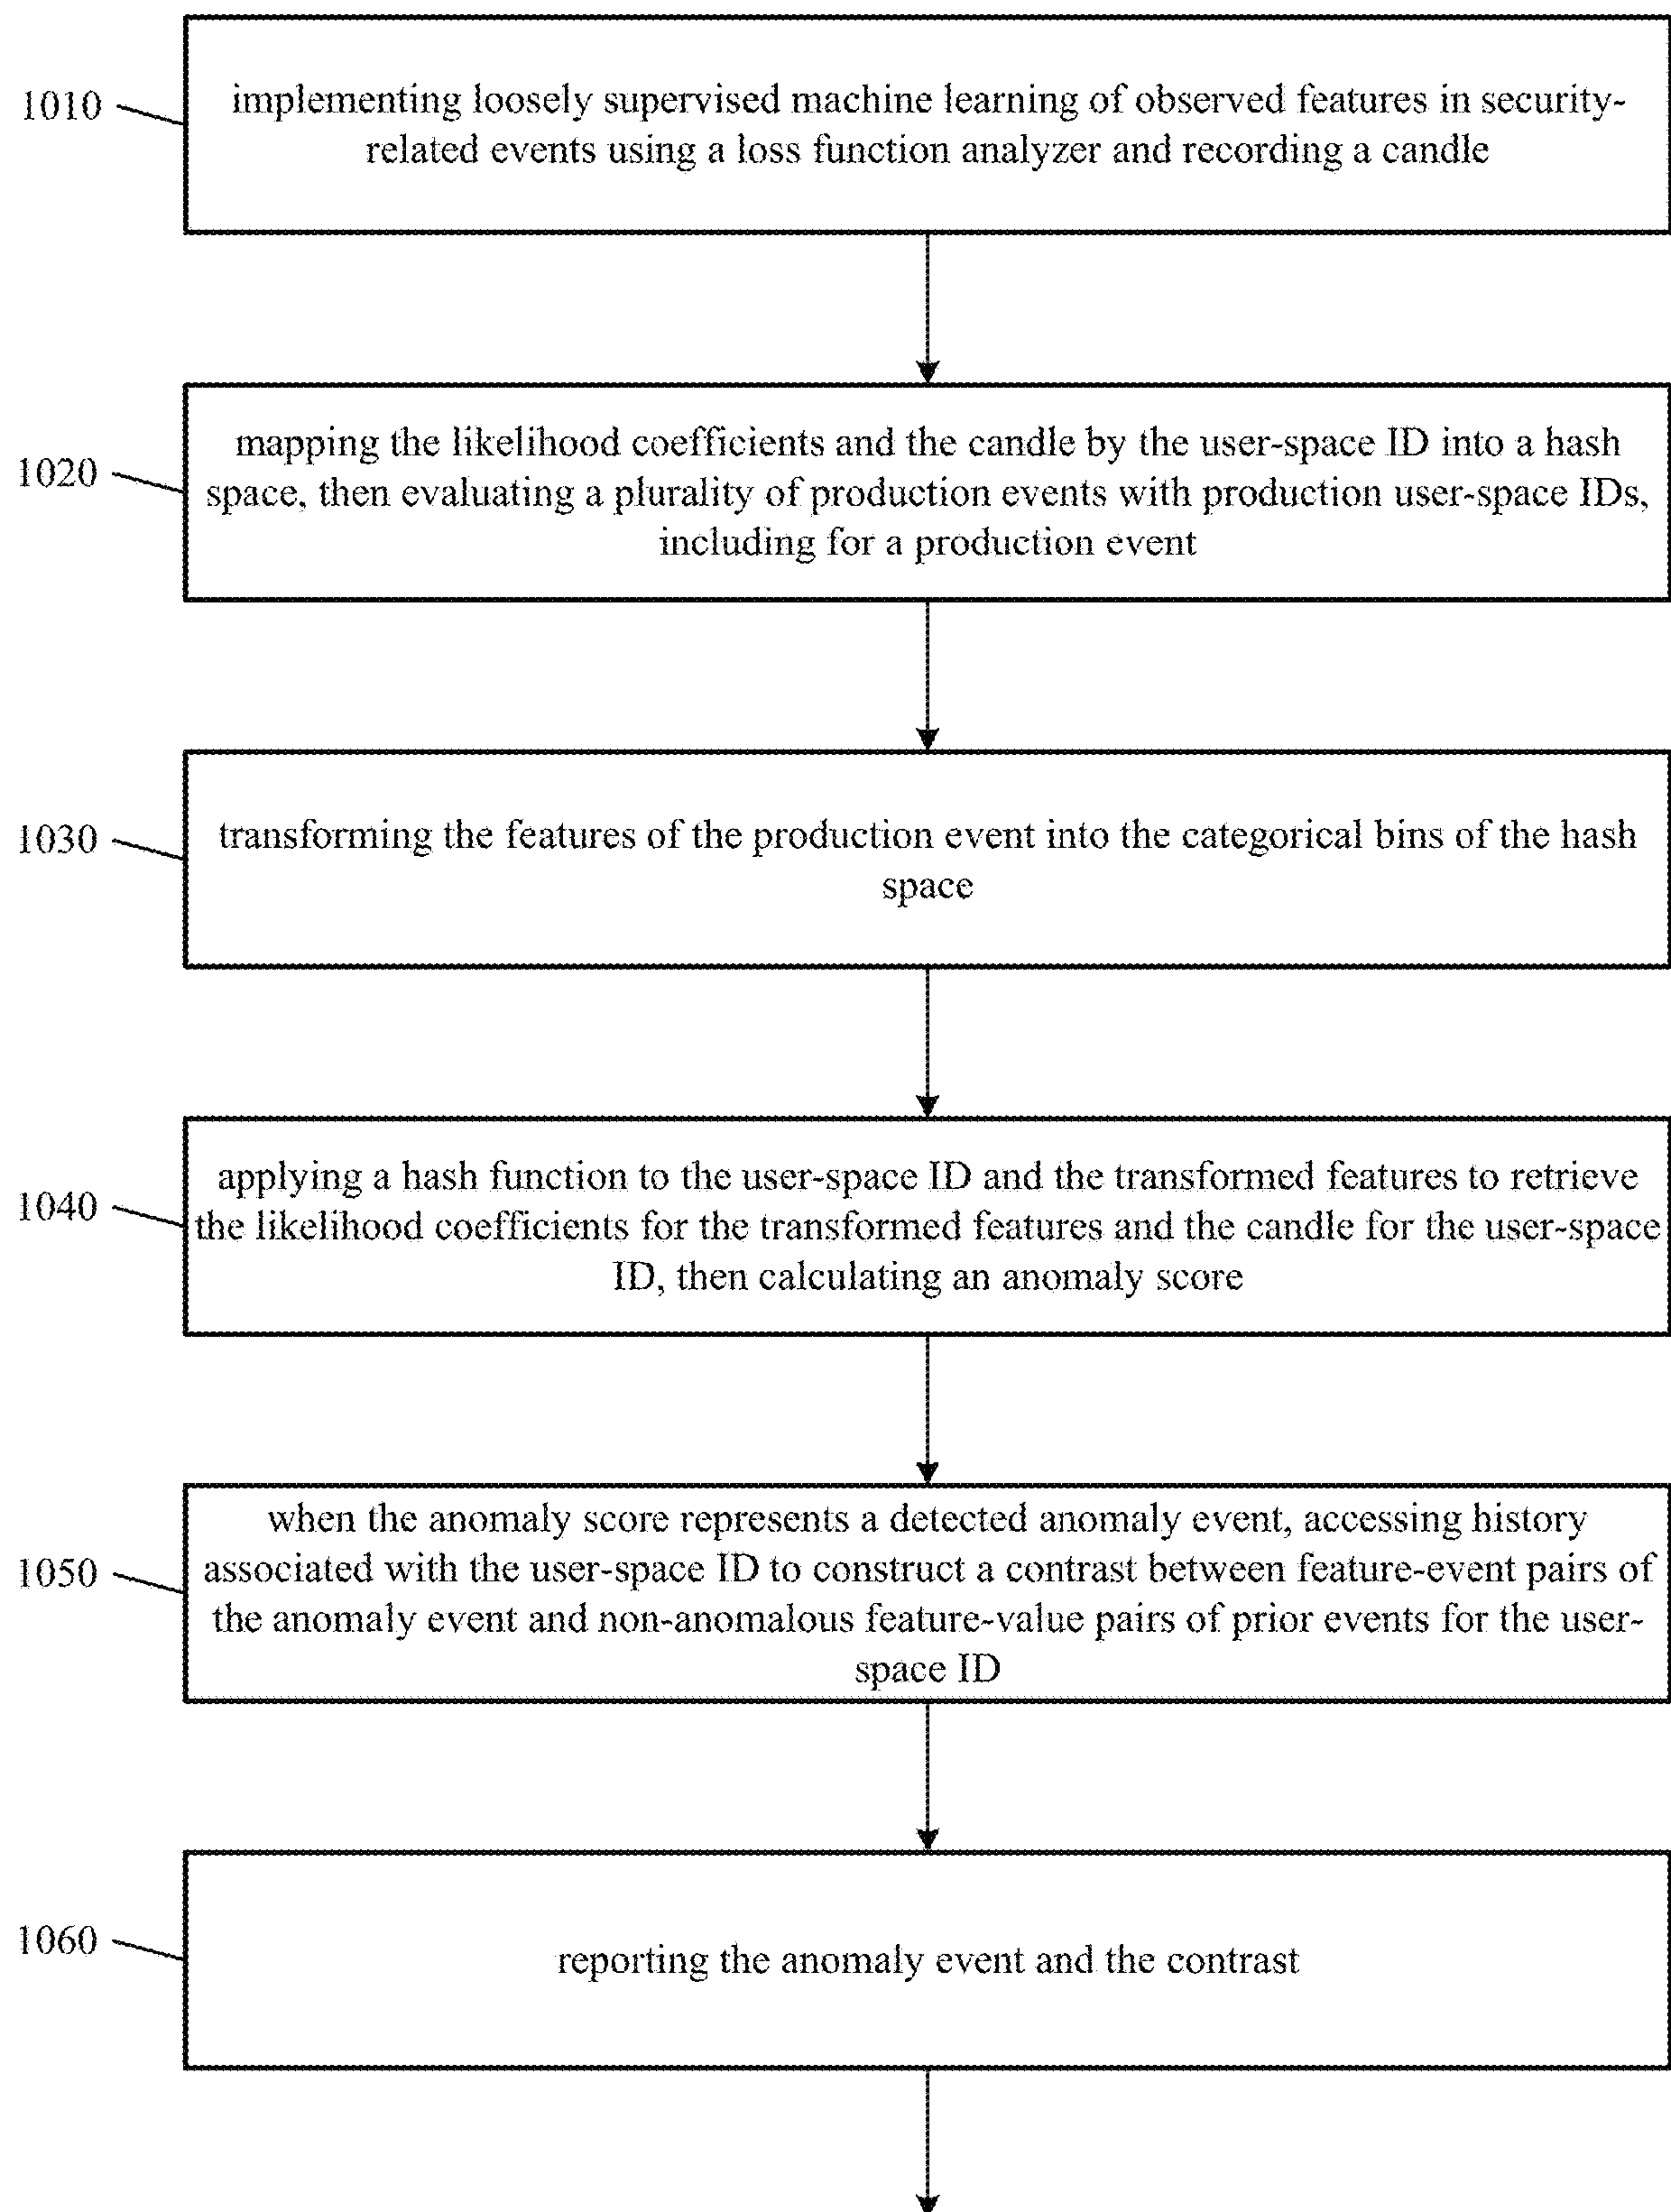 1010
implementing loosely supervised machine learning of observed features in security-
related events using a loss function analyzer and recording a candle
1020
mapping the likelihood coefficients and the candle by the user-space ID into a hash
space, then evaluating a plurality of production events with production user-space IDs,
including for a production event
1030
transforming the features of the production event into the categorical bins of the hash
space
1040
applying a hash function to the user-space ID and the transformed features to retrieve
the likelihood coefficients for the transformed features and the candle for the user-space
ID, then calculating an anomaly score
1050
when the anomaly score represents a detected anomaly event, accessing history
associated with the user-space ID to construct a contrast between feature-event pairs of
the anomaly event and non-anomalous feature-value pairs of prior events for the user-
space ID
1060
reporting the anomaly event and the contrast